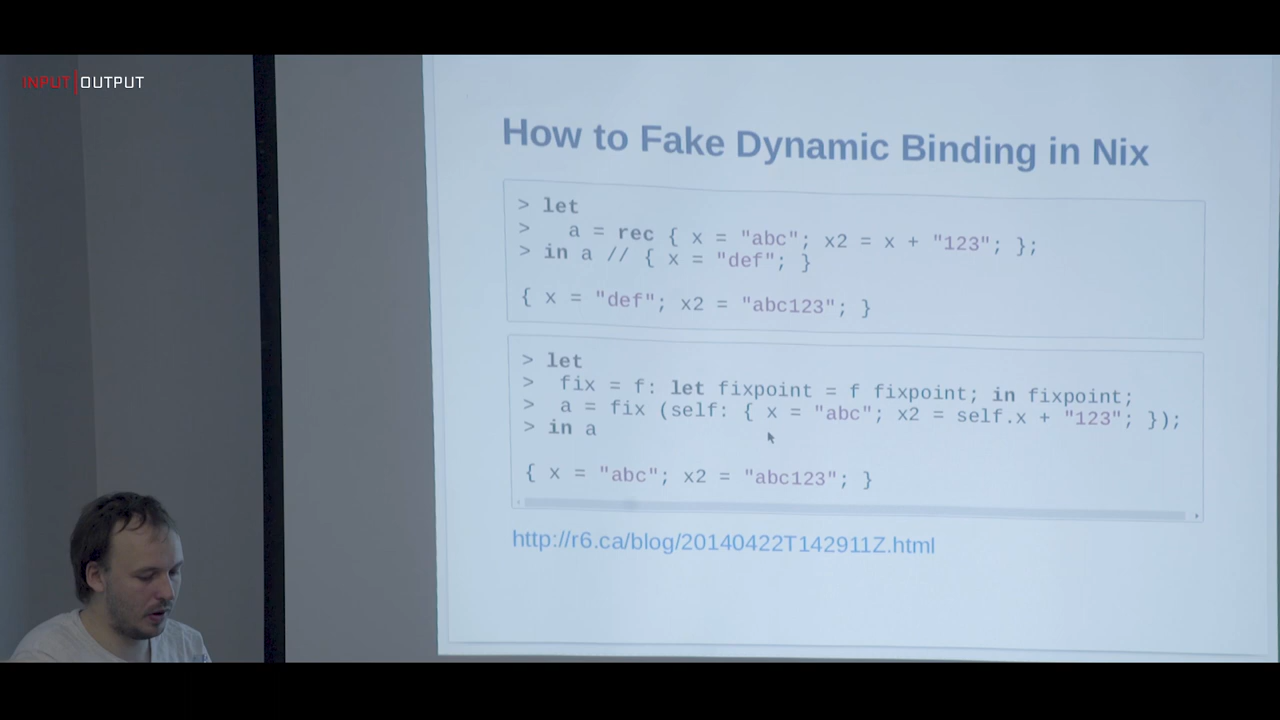 INPUT|OUTPUT
How to Fake Dynamic Binding in Nix
> let
>   a = rec { x = "abc"; x2 = x + "123"; };
> in a // { x = "def"; }
{ x = "def"; x2 = "abc123"; }
> let
>  fix = f: let fixpoint = f fixpoint; in fixpoint;
>  a = fix (self: { x = "abc"; x2 = self.x + "123"; });
> in a
{ x = "abc"; x2 = "abc123"; }
http://r6.ca/blog/20140422T142911Z.html